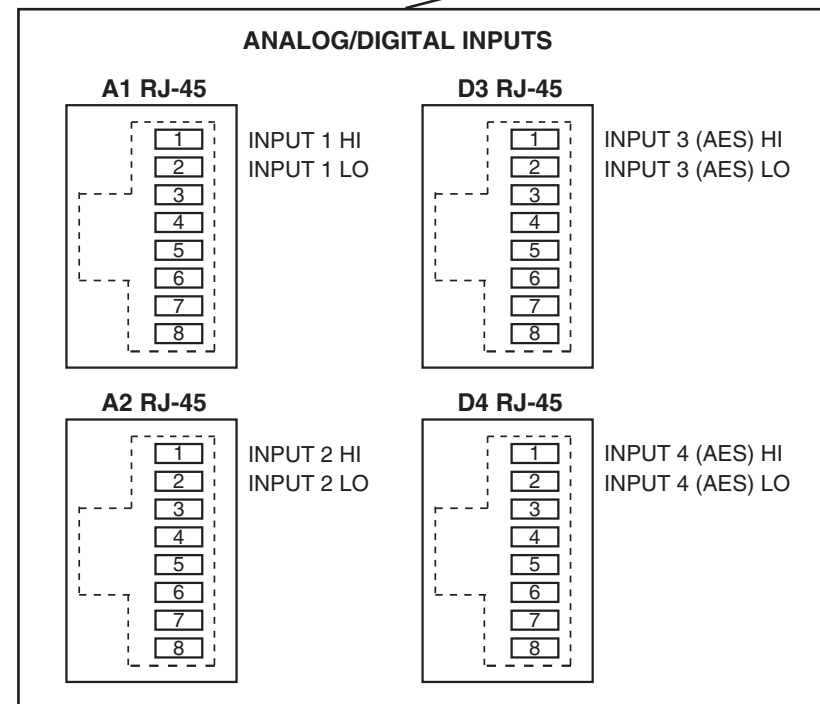 ANALOG/DIGITAL INPUTS
A1 RJ-45
1 INPUT 1 HI
2 INPUT 1 LO
3
4
5
6
7
8
D3 RJ-45
1 INPUT 3 (AES) HI
2 INPUT 3 (AES) LO
3
4
5
6
7
8
A2 RJ-45
1 INPUT 2 HI
2 INPUT 2 LO
3
4
5
6
7
8
D4 RJ-45
1 INPUT 4 (AES) HI
2 INPUT 4 (AES) LO
3
4
5
6
7
8